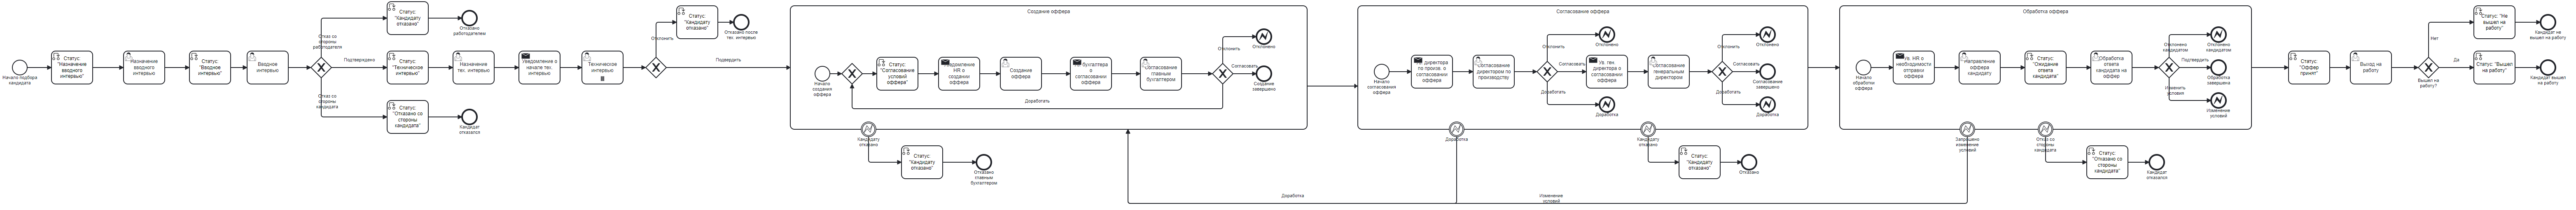 Начало подбора
кандидата
Статус:
"Назначение
вводного
интервью"
Назначение
вводного
интервью
Статус:
"Вводное
интервью"
Вводное
интервью
Отказ со
стороны
работодателя
Статус:
"Кандидату
отказано"
Отказано
работодателем
Подтверждено
Статус:
"Техническое
интервью"
Отказ со
стороны
кандидата
Статус:
"Отказано со
стороны
кандидата"
Кандидат
отказался
Назначение
тех. интервью
Уведомление о
начале тех.
интервью
Техническое
интервью
Отклонить
Статус:
"Кандидату
отказано"
Отказано после
тех. интервью
Подтвердить
Создание оффера
Начало
создания
оффера
Статус:
"Согласование
условий
оффера"
Уведомление
HR о
создании
оффера
Создание
оффера
бухгалтера
о
согласовании
оффера
Согласование
главным
бухгалтером
Отклонить
Отклонено
Согласовать
Создание
завершено
Доработать
Кандидату
отказано
Статус:
"Кандидату
отказано"
Отказано
главным
бухгалтером
Согласование оффера
Начало
согласования
оффера
директора
по произв. о
согласовании
оффера
Согласование
директором по
производству
Отклонить
Отклонено
Согласовать
Доработать
Доработка
Ув. ген.
директора о
согласовании
оффера
Согласование
генеральным
директором
Отклонить
Отклонено
Согласовать
Согласование
завершено
Доработать
Доработка
Доработка
Кандидату
отказано
Статус:
"Кандидату
отказано"
Отказано
Обработка оффера
Начало
обработки
оффера
Ув. HR о
необходимости
отправки
оффера
Направление
оффера
кандидату
Статус:
"Ожидание
ответа
кандидата"
Обработка
ответа
кандидата на
оффер
Отклонено
кандидатом
Отклонено
кандидатом
Подтвердить
Обработка
завершена
Изменить
условия
Изменение
условий
Запрошено
изменение
условий
Отказ со
стороны
кандидата
Статус:
"Отказано со
стороны
кандидата"
Кандидат
отказался
Доработка
Изменение
условий
Статус:
"Оффер
принят"
Выход на
работу
Вышел на
работу?
Нет
Статус: "Не
вышел на
работу"
Кандидат не
вышел на работу
Да
Статус: "Вышел
на работу"
Кандидат вышел
на работу